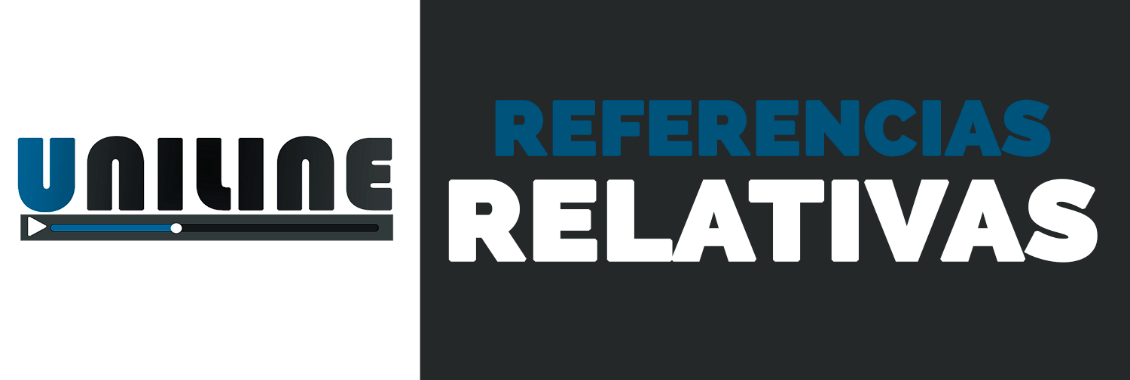 UNILINE
REFERENCIAS
RELATIVAS